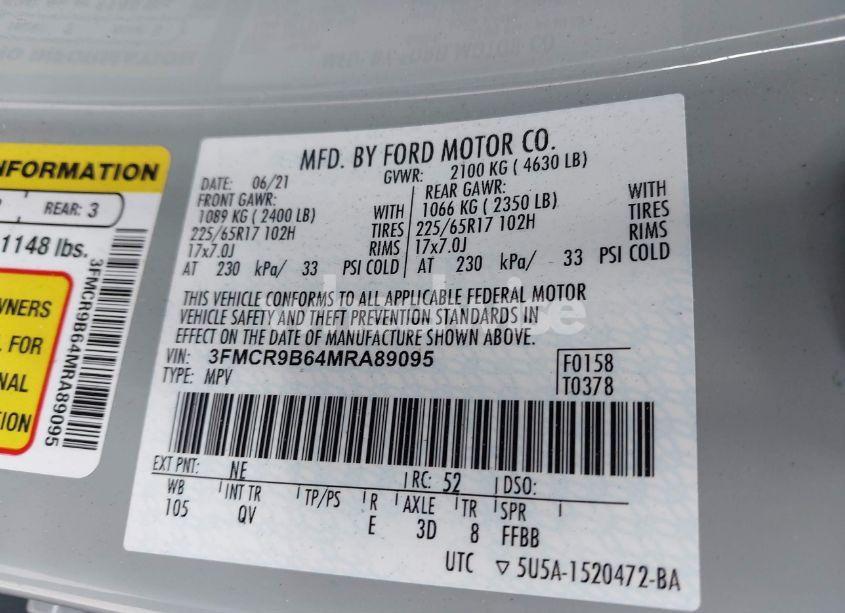 NFORMATION
REAR: 3
1148 lbs.
WNERS
L FOR
NAL
TION
3FMCR9B64MRA89095
MFD. BY FORD MOTOR CO.
DATE: 06/21 GVWR: 2100 KG ( 4630 LB)
FRONT GAWR: REAR GAWR:
1089 KG ( 2400 LB) WITH 1066 KG ( 2350 LB) WITH
225/65R17 102H TIRES 225/65R17 102H TIRES
17x7.0J RIMS 17x7.0J RIMS
AT 230 kPa/ 33 PSI COLD AT 230 kPa/ 33 PSI COLD
THIS VEHICLE CONFORMS TO ALL APPLICABLE FEDERAL MOTOR
VEHICLE SAFETY AND THEFT PREVENTION STANDARDS IN
EFFECT ON THE DATE OF MANUFACTURE SHOWN ABOVE.
VIN: 3FMCR9B64MRA89095 F0158
TYPE: MPV T0378
EXT PNT: NE RC: 52 DSO:
WB INT TR TP/PS R AXLE TR SPR
105 QV E 3D 8 FFBB
UTC ▽ 5U5A-1520472-BA